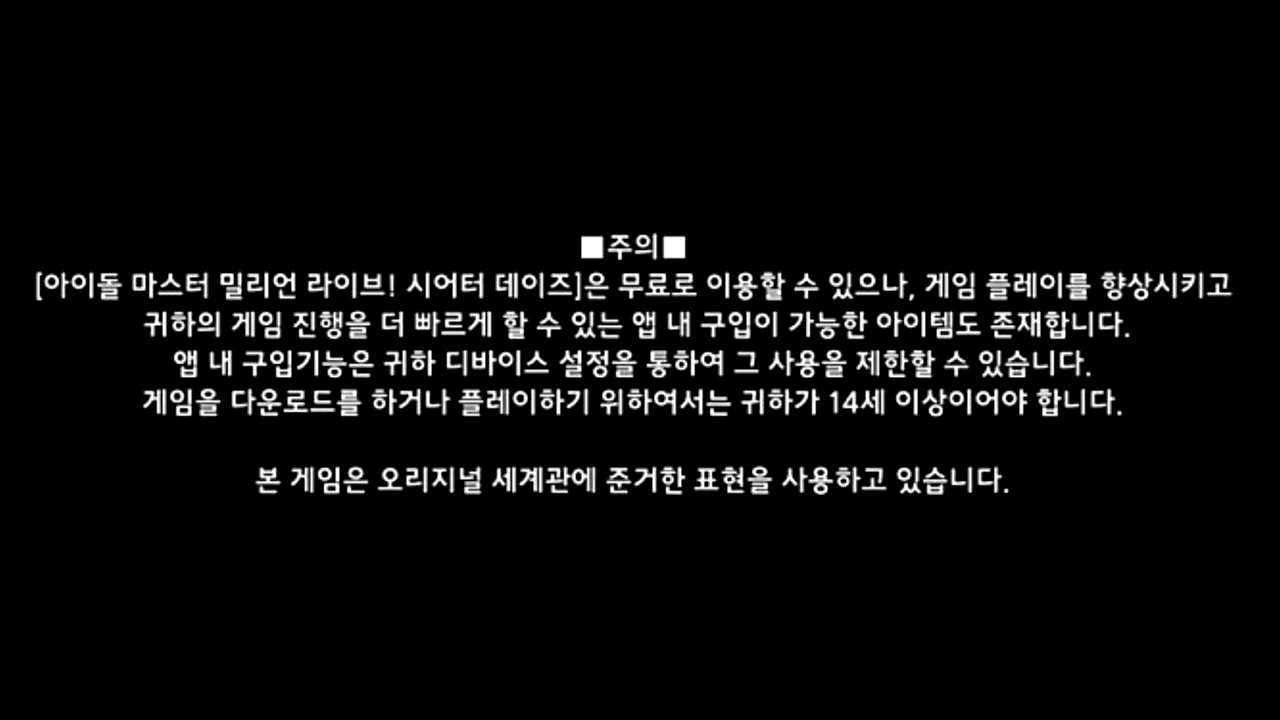 ■주의■
[아이돌 마스터 밀리언 라이브! 시어터 데이즈]은 무료로 이용할 수 있으나, 게임 플레이를 향상시키고
귀하의 게임 진행을 더 빠르게 할 수 있는 앱 내 구입이 가능한 아이템도 존재합니다.
앱 내 구입기능은 귀하 디바이스 설정을 통하여 그 사용을 제한할 수 있습니다.
게임을 다운로드를 하거나 플레이하기 위하여서는 귀하가 14세 이상이어야 합니다.
본 게임은 오리지널 세계관에 준거한 표현을 사용하고 있습니다.